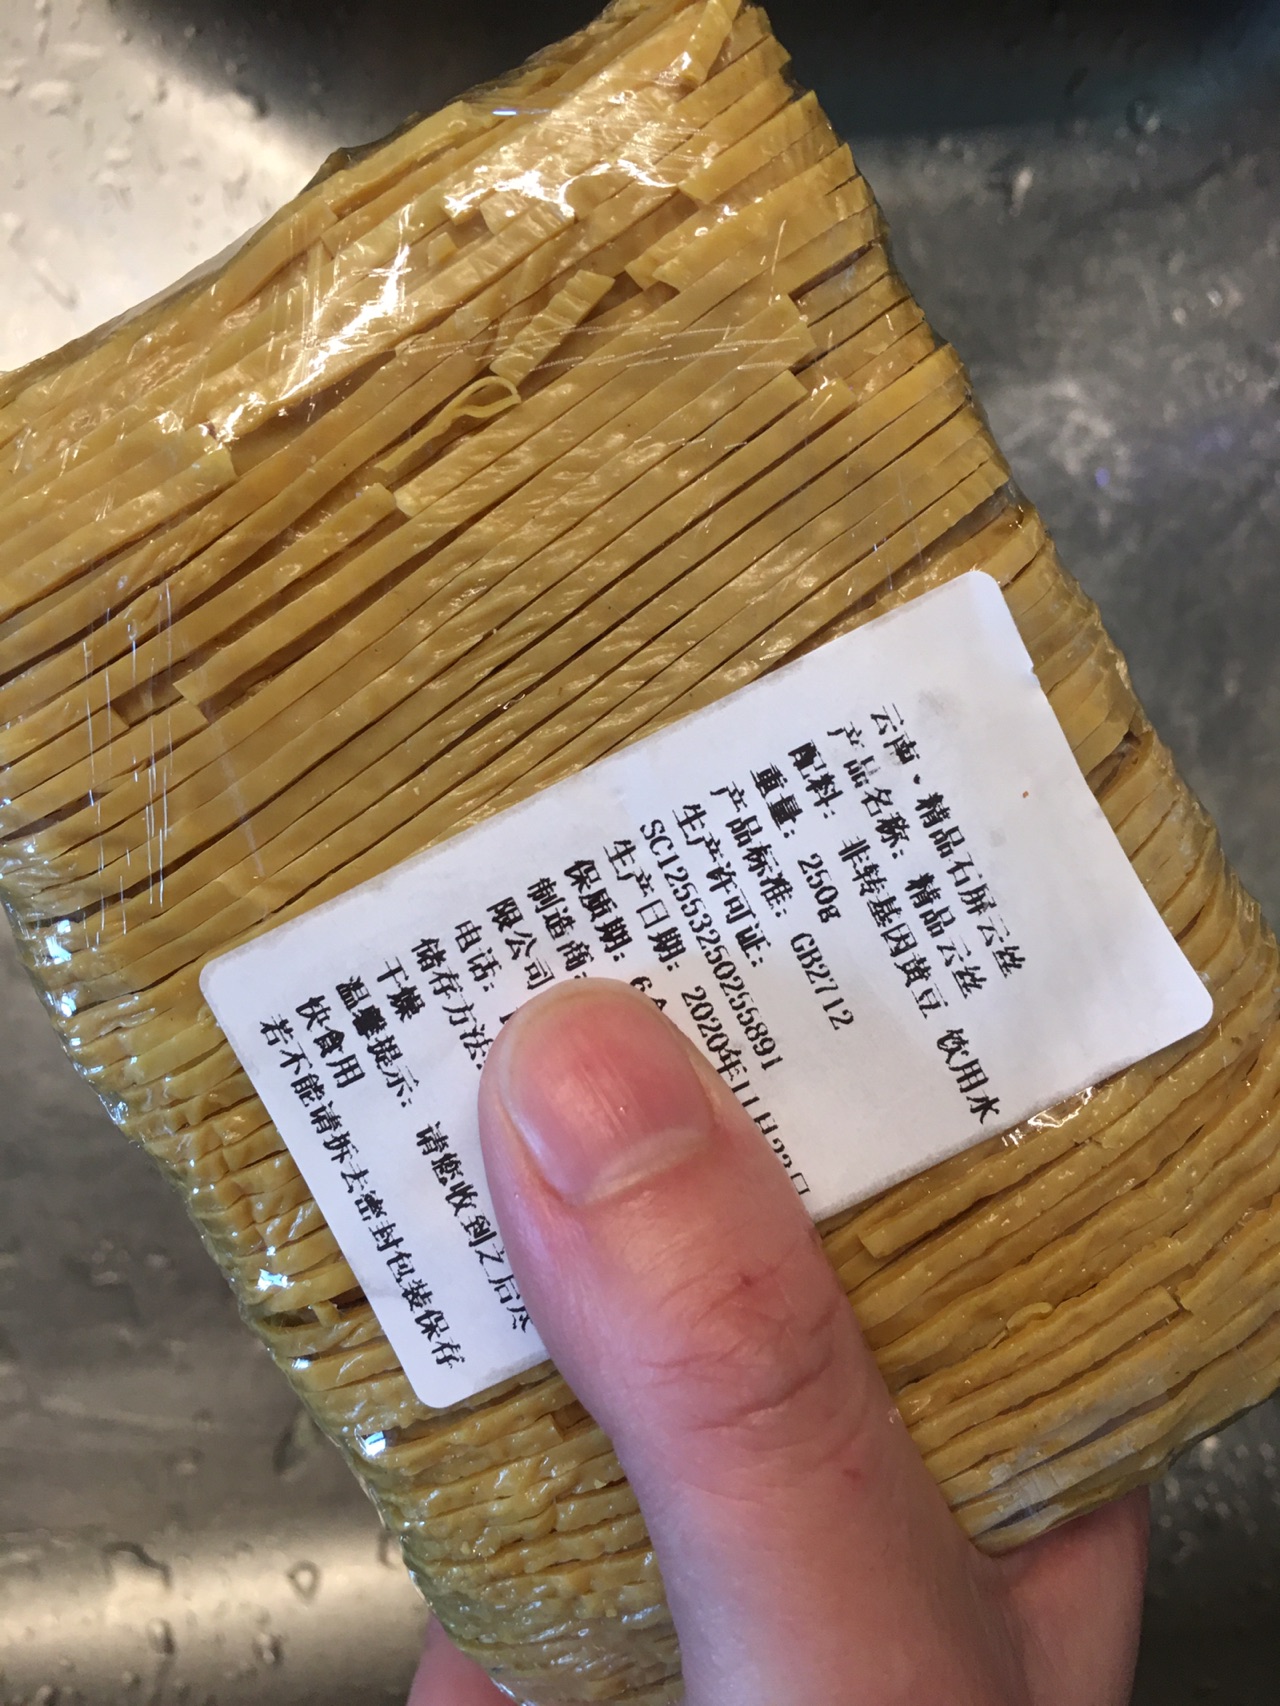 云南、精品石屏云丝
产品名称： 精品云丝
配料： 非转基因黄豆 饮用水
重量： 250g
产品标准： GB2712
生产许可证：
SC12553250255891
生产日期： 2020年11月22日
保质期： 6个
制造商：
限公司
电话：
储存方法：
干燥
温馨提示： 请您收到之后尽
快食用
若不能请拆去密封包装保存